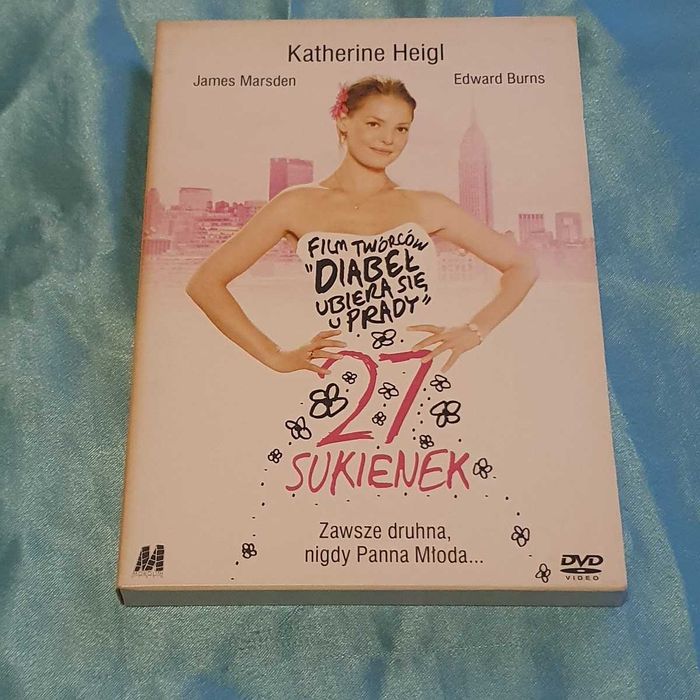 Katherine Heigl
James Marsden
Edward Burns
FILM TWÓRCÓW
"DIABEŁ
UBIERA SIĘ
U PRADY"
27
SUKIENEK
Zawsze druhna,
nigdy Panna Młoda...
MONOLITH
DVD
VIDEO